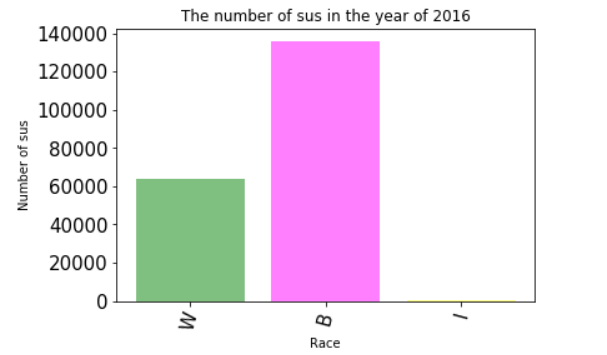 The number of sus in the year of 2016
140000
120000
100000
80000
60000
40000
20000
0
Number of sus
W
B
I
Race